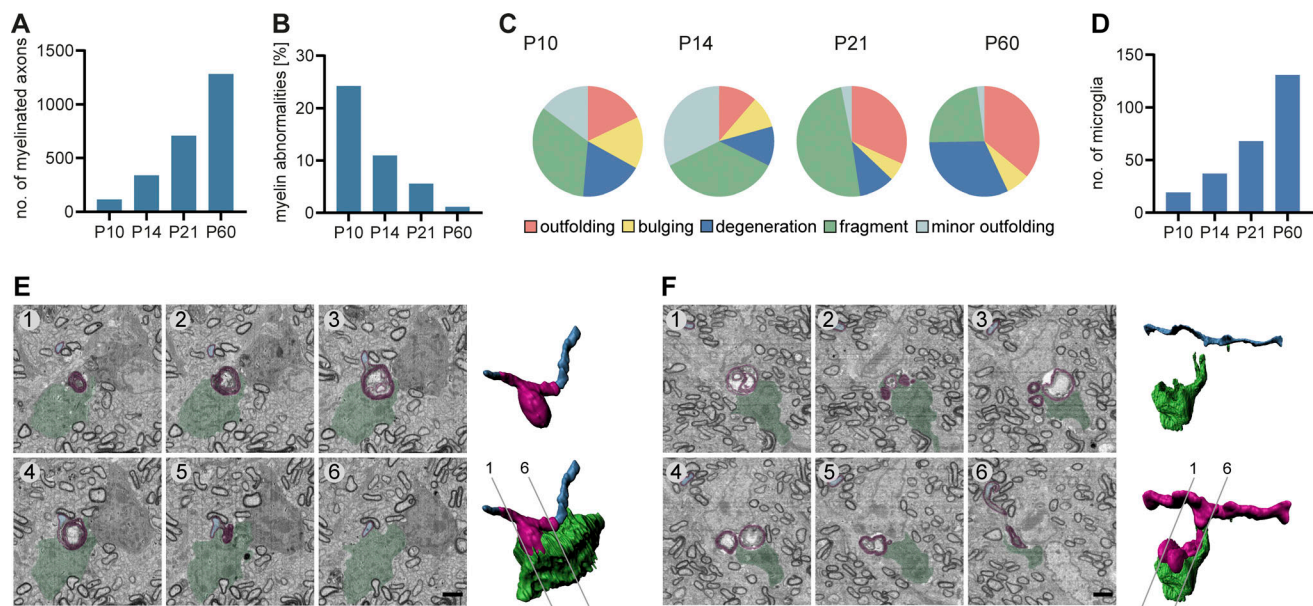 A
no. of myelinated axons
1500
1000
500
0
P10 P14 P21 P60
B
myelin abnormalities [%]
30
20
10
0
P10 P14 P21 P60
C
P10 P14 P21 P60
outfolding bulging degeneration fragment minor outfolding
D
no. of microglia
150
100
50
0
P10 P14 P21 P60
E
1 2 3
4 5 6
1 6
F
1 2 3
4 5 6
1 6